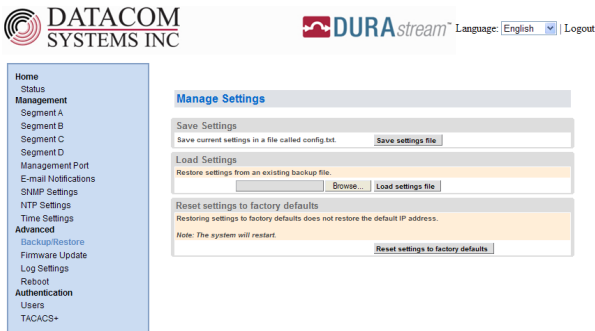 DATACOM
SYSTEMS INC
DURAstream™ Language: English | Logout
Home
Status
Management
Segment A
Segment B
Segment C
Segment D
Management Port
E-mail Notifications
SNMP Settings
NTP Settings
Time Settings
Advanced
Backup/Restore
Firmware Update
Log Settings
Reboot
Authentication
Users
TACACS+
Manage Settings
Save Settings
Save current settings in a file called config.txt. Save settings file
Load Settings
Restore settings from an existing backup file.
Browse... Load settings file
Reset settings to factory defaults
Restoring settings to factory defaults does not restore the default IP address.
Note: The system will restart.
Reset settings to factory defaults